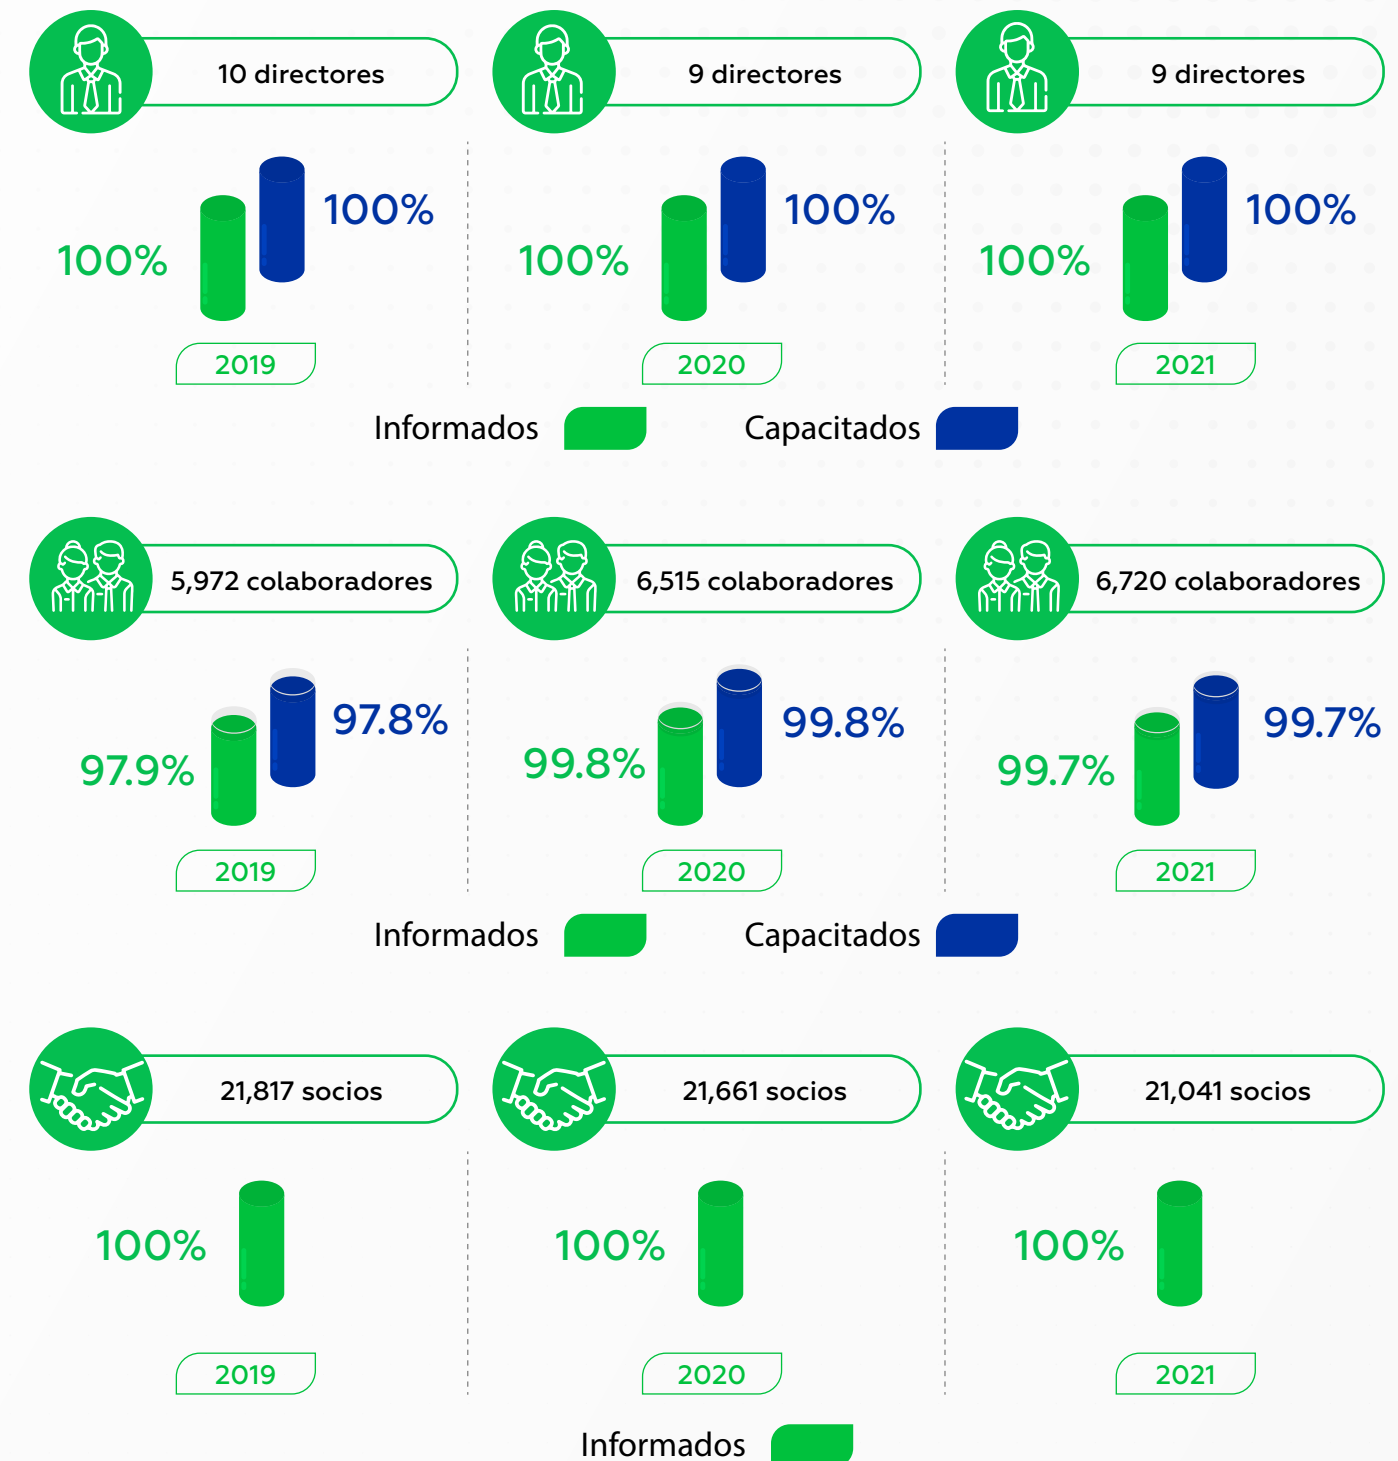 10 directores
9 directores
9 directores
100%
100%
100%
100%
100%
100%
2019
2020
2021
Informados
Capacitados
5,972 colaboradores
6,515 colaboradores
6,720 colaboradores
97.9%
97.8%
99.8%
99.8%
99.7%
99.7%
2019
2020
2021
Informados
Capacitados
21,817 socios
21,661 socios
21,041 socios
100%
100%
100%
2019
2020
2021
Informados